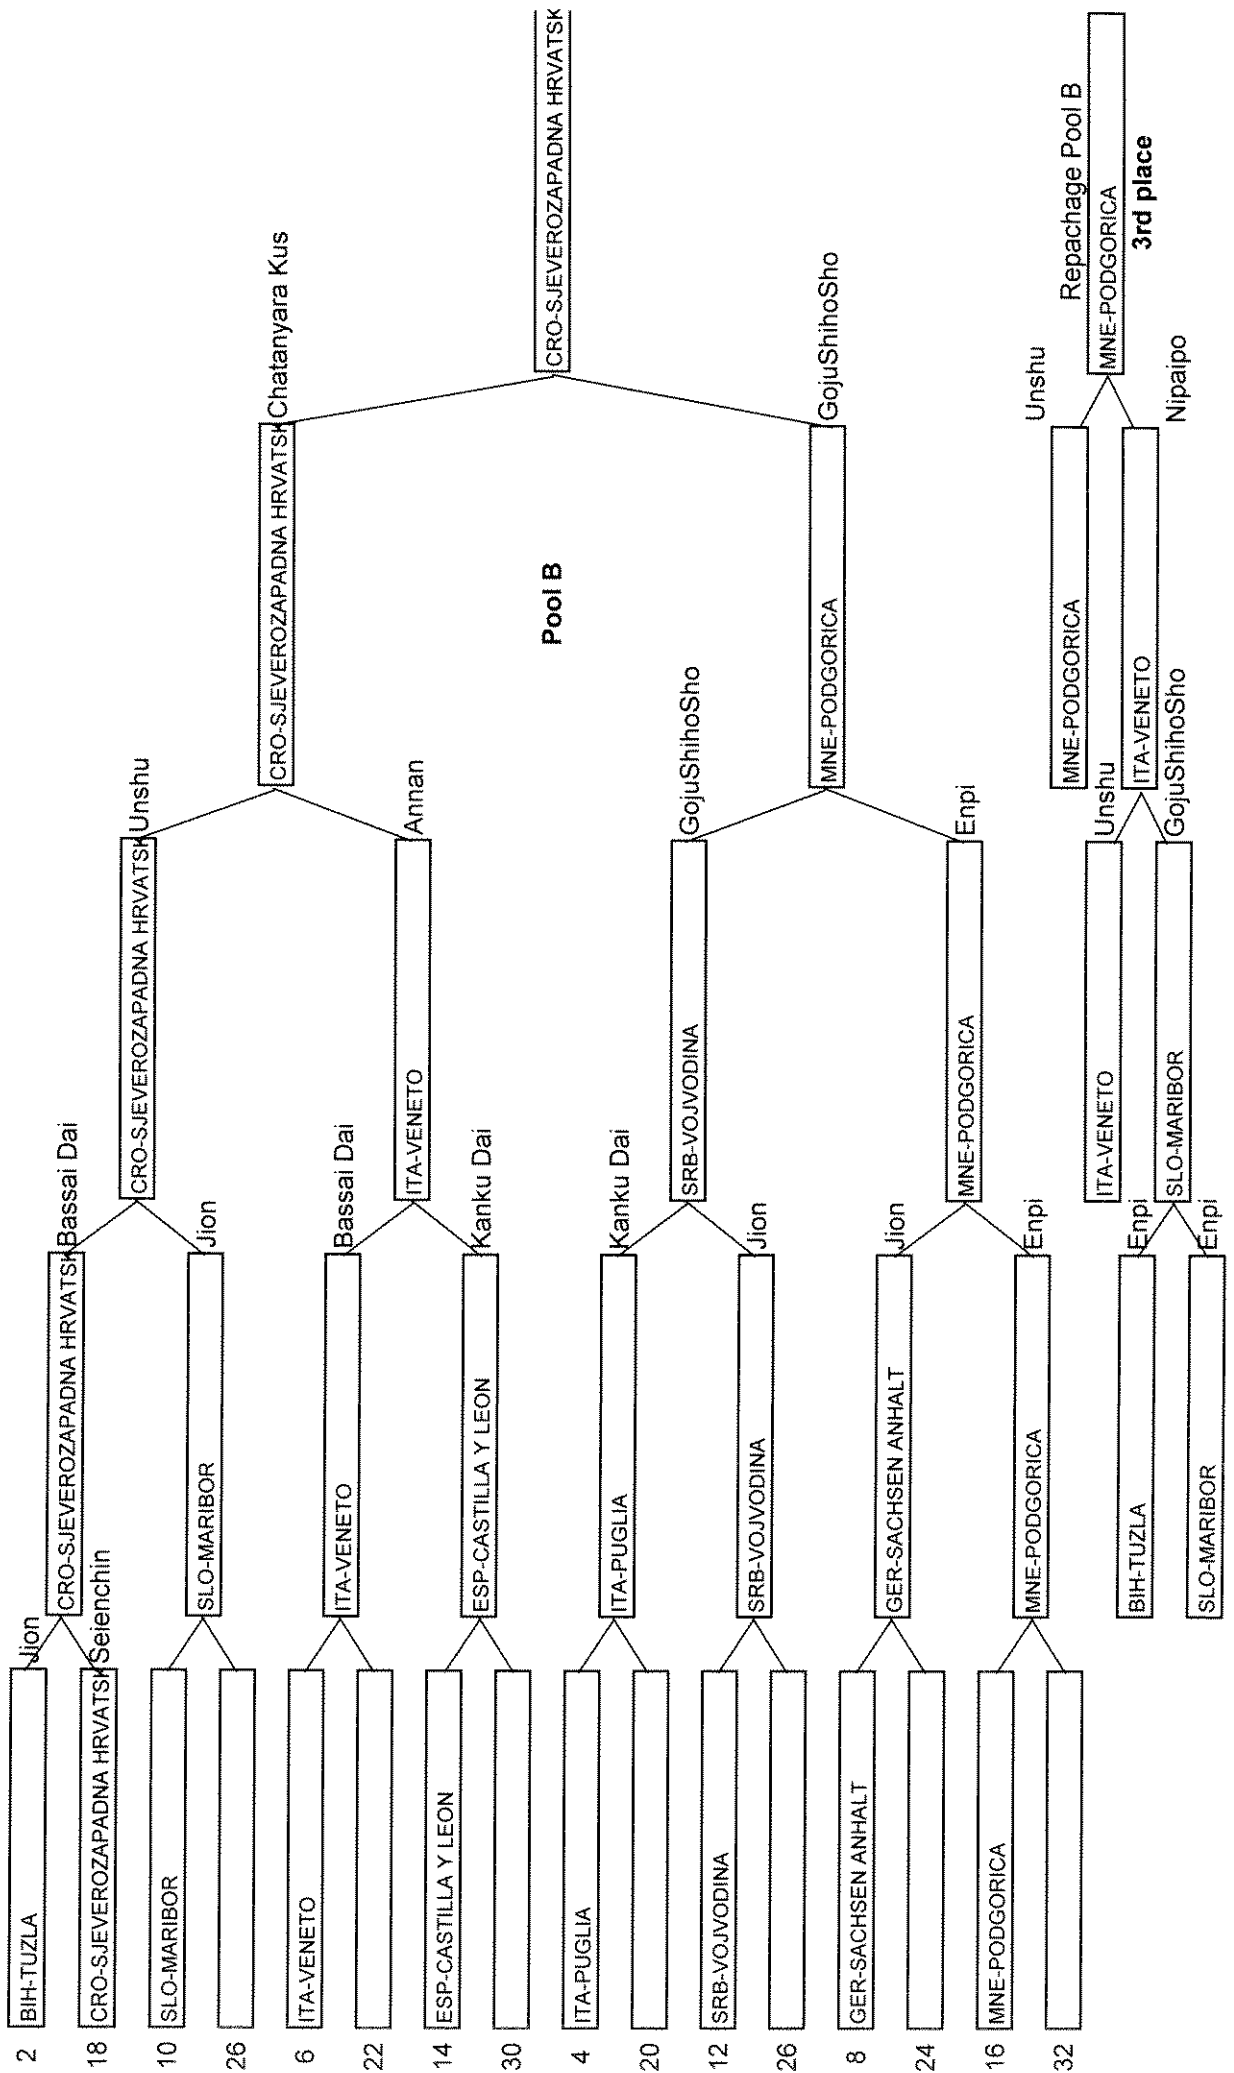 2
BIH-TUZLA
Jion
18
CRO-SJEVEROZAPADNA HRVATSK
Seienchin
10
SLO-MARIBOR
26
6
ITA-VENETO
22
14
ESP-CASTILLA Y LEON
30
4
ITA-PUGLIA
20
12
SRB-VOJVODINA
26
8
GER-SACHSEN ANHALT
24
16
MNE-PODGORICA
32
CRO-SJEVEROZAPADNA HRVATSK
Bassai Dai
SLO-MARIBOR
Jion
ITA-VENETO
Bassai Dai
ESP-CASTILLA Y LEON
Kanku Dai
ITA-PUGLIA
Kanku Dai
SRB-VOJVODINA
Jion
GER-SACHSEN ANHALT
Jion
MNE-PODGORICA
Enpi
CRO-SJEVEROZAPADNA HRVATSK
Unshu
ITA-VENETO
Annan
SRB-VOJVODINA
GojuShihoSho
MNE-PODGORICA
Enpi
CRO-SJEVEROZAPADNA HRVATSK
Chatanyara Kus
Pool B
MNE-PODGORICA
GojuShihoSho
CRO-SJEVEROZAPADNA HRVATSK
BIH-TUZLA
Enpi
SLO-MARIBOR
Enpi
ITA-VENETO
Unshu
SLO-MARIBOR
GojuShihoSho
MNE-PODGORICA
Unshu
ITA-VENETO
Nipaipo
Repachage Pool B
MNE-PODGORICA
3rd place